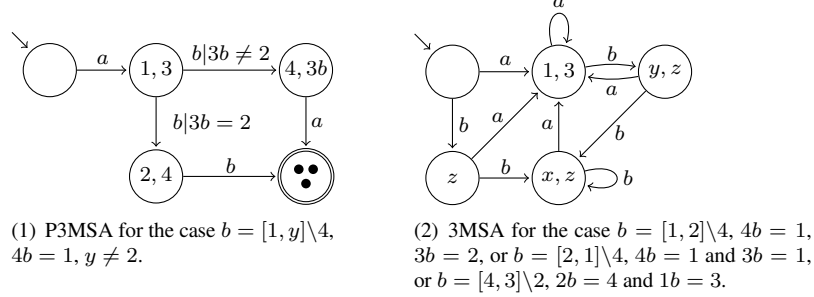 a
a
1, 3
b|3b ≠ 2
4, 3b
a
1, 3
b
a
y, z
b|3b = 2
a
b
a
a
b
2, 4
b
z
b
x, z
b
(1) P3MSA for the case b = [1, y]\4,
4b = 1, y ≠ 2.
(2) 3MSA for the case b = [1, 2]\4, 4b = 1,
3b = 2, or b = [2, 1]\4, 4b = 1 and 3b = 1,
or b = [4, 3]\2, 2b = 4 and 1b = 3.